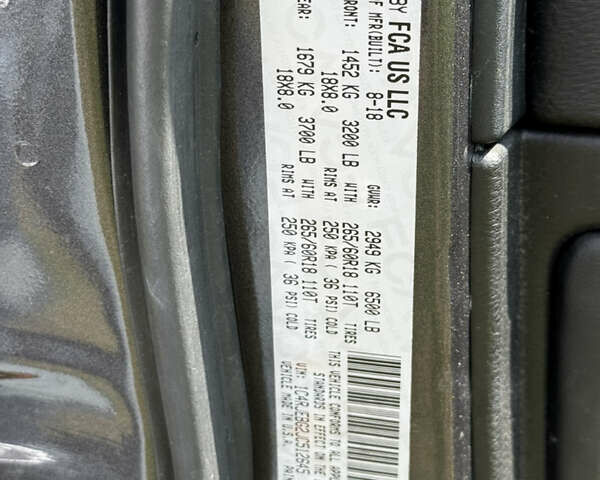 BY FCA US LLC
F MFR(BUILT): 8-18 GVWR: 2949 KG 6500 LB
FRONT: 1452 KG 3200 LB WITH 265/60R18 110T TIRES
18X8.0 RIMS AT 250 KPA ( 36 PSI) COLD
REAR: 1679 KG 3700 LB WITH 265/60R18 110T TIRES
18X8.0 RIMS AT 250 KPA ( 36 PSI) COLD
THIS VEHICLE CONFORMS TO ALL
STANDARDS IN EFFECT ON THE
VIN:
VEHICLE MADE IN U.S.A.